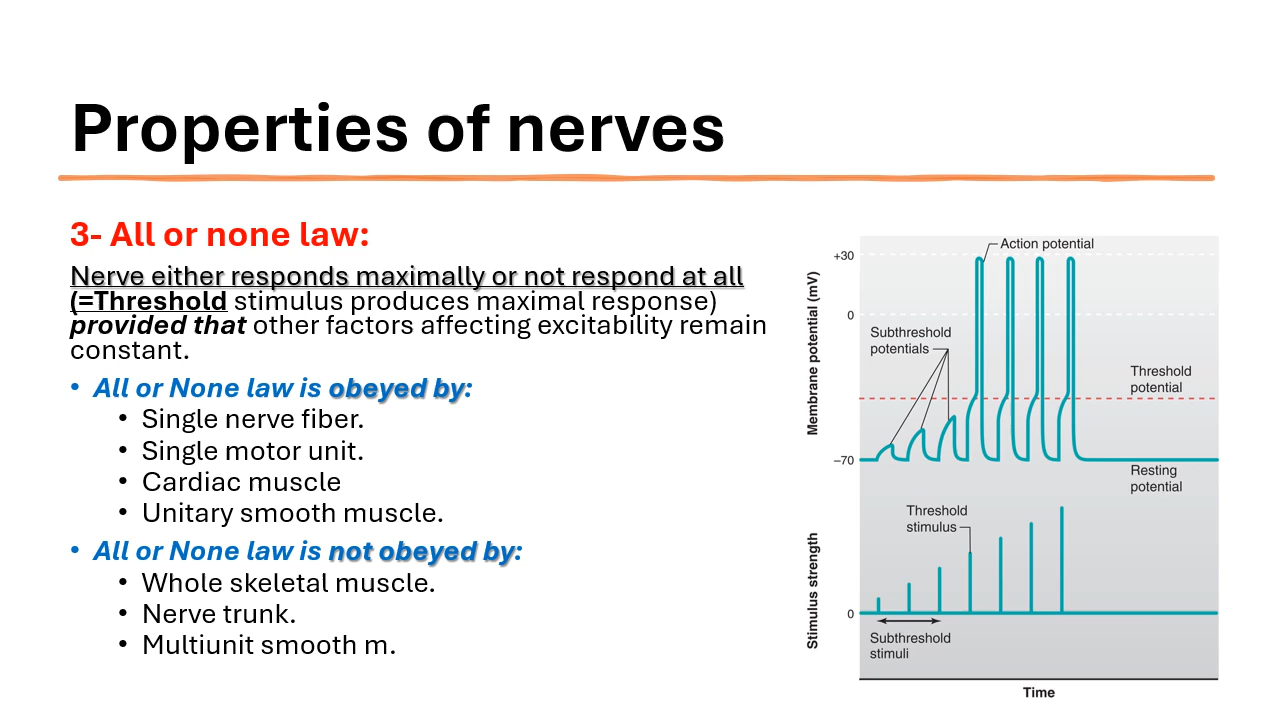 Properties of nerves
3- All or none law:
Nerve either responds maximally or not respond at all
(=Threshold stimulus produces maximal response)
provided that other factors affecting excitability remain
constant.
• All or None law is obeyed by:
• Single nerve fiber.
• Single motor unit.
• Cardiac muscle
• Unitary smooth muscle.
• All or None law is not obeyed by:
• Whole skeletal muscle.
• Nerve trunk.
• Multiunit smooth m.
Action potential
+30
0
Subthreshold
potentials
Threshold
potential
Membrane potential (mV)
–70
Resting
potential
Threshold
stimulus
Stimulus strength
0
Subthreshold
stimuli
Time